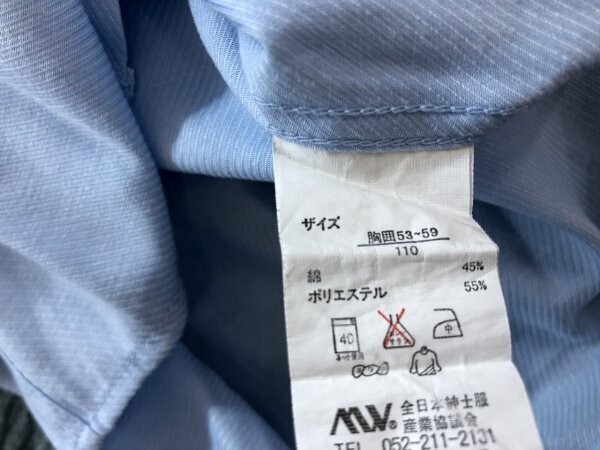 サイズ 胸囲53~59
110
綿 45%
ポリエステル 55%
40
中
MW 全日本紳士服
産業協議会
TEL 052-211-2131